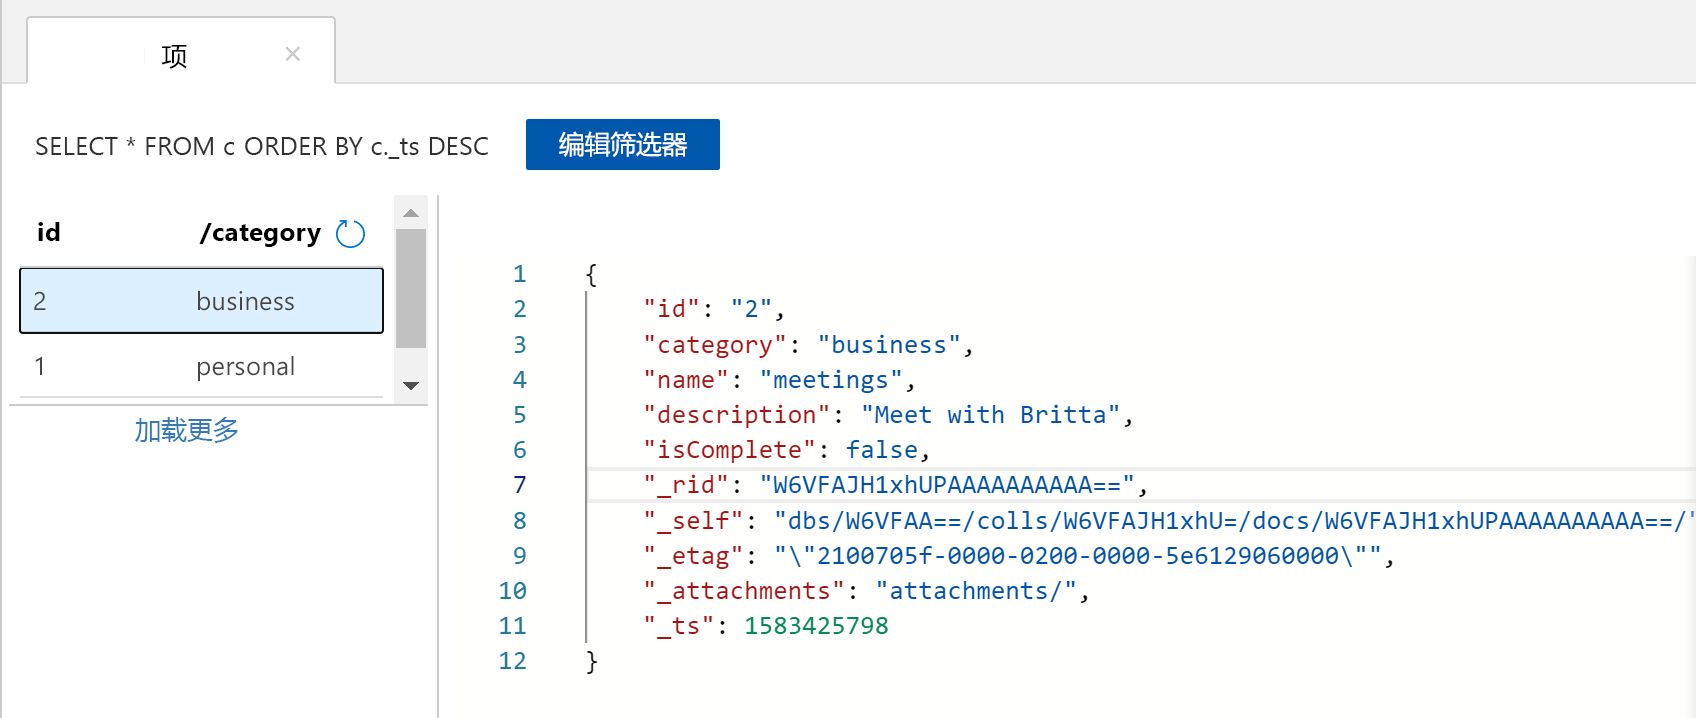 项
SELECT * FROM c ORDER BY c._ts DESC
编辑筛选器
id /category
2 business
1 personal
加载更多
1 {
2 "id": "2",
3 "category": "business",
4 "name": "meetings",
5 "description": "Meet with Britta",
6 "isComplete": false,
7 "_rid": "W6VFAJH1xhUPAAAAAAAAAA==",
8 "_self": "dbs/W6VFAA==/colls/W6VFAJH1xhU=/docs/W6VFAJH1xhUPAAAAAAAAAA==/"
9 "_etag": "\"2100705f-0000-0200-0000-5e6129060000\"",
10 "_attachments": "attachments/",
11 "_ts": 1583425798
12 }